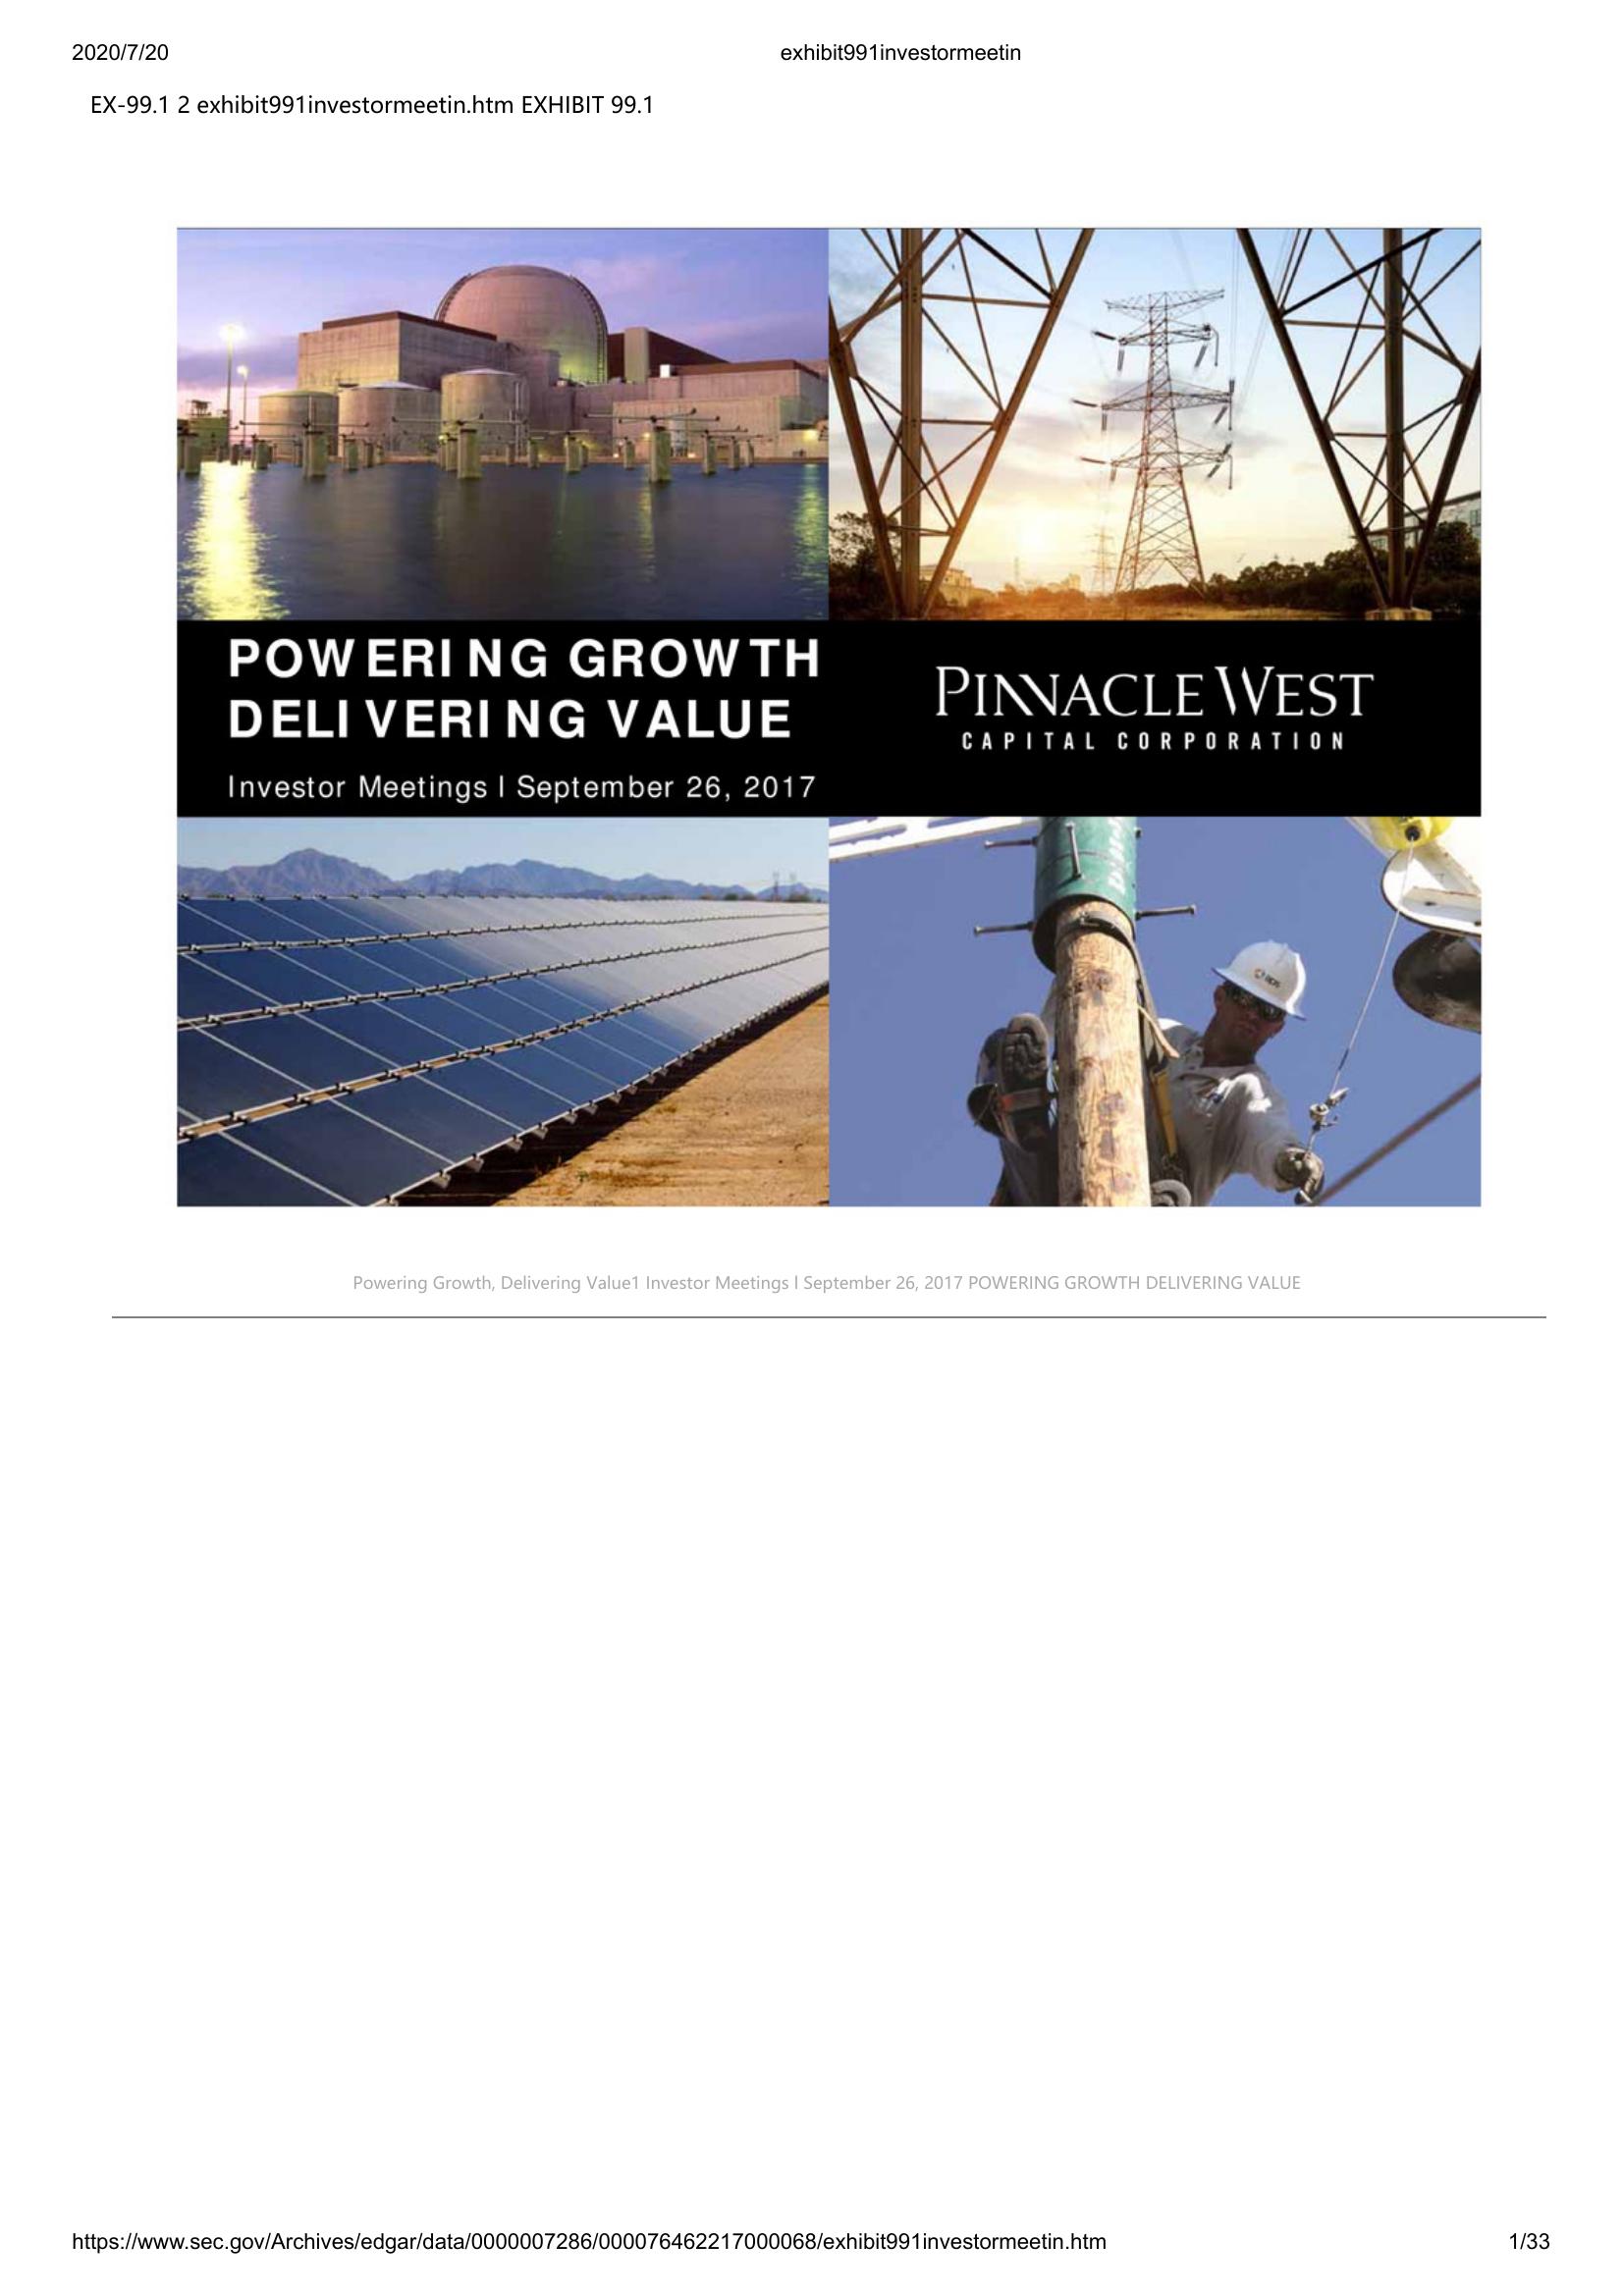 2020/7/20
exhibit991investormeetin
EX-99.1 2 exhibit991investormeetin.htm EXHIBIT 99.1
POWERING GROWTH
DELIVERING VALUE
Investor Meetings | September 26, 2017
PINNACLE WEST
CAPITAL CORPORATION
aps
Powering Growth, Delivering Value1 Investor Meetings l September 26, 2017 POWERING GROWTH DELIVERING VALUE
https://www.sec.gov/Archives/edgar/data/0000007286/000076462217000068/exhibit991investormeetin.htm
1/33